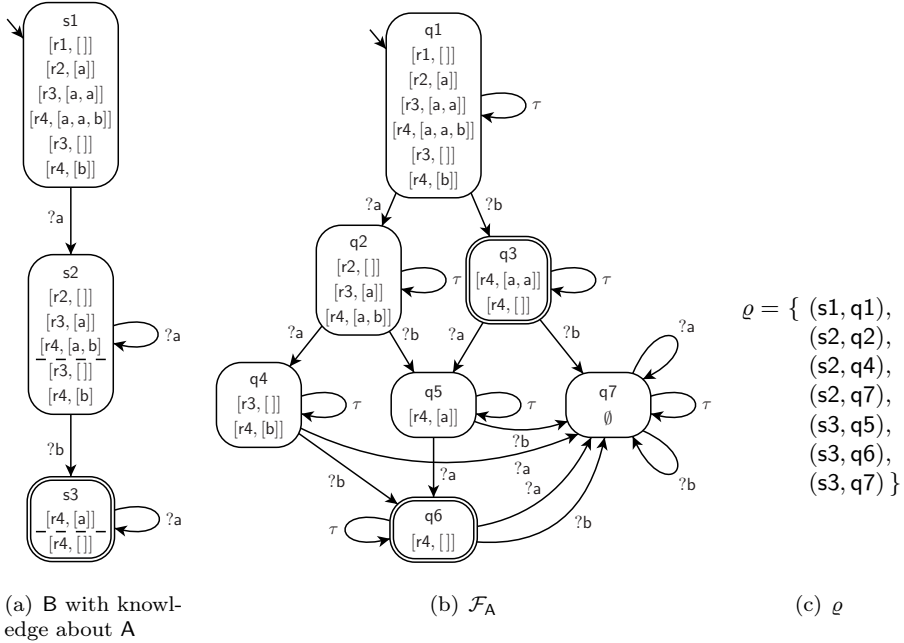 s1
[r1, [ ]]
[r2, [a]]
[r3, [a, a]]
[r4, [a, a, b]]
[r3, [ ]]
[r4, [b]]
?a
s2
[r2, [ ]]
[r3, [a]]
[r4, [a, b]
[r3, [ ]]
[r4, [b]
?a
?b
s3
[r4, [a]]
[r4, [ ]]
?a
(a) B with knowl-
edge about A
q1
[r1, [ ]]
[r2, [a]]
[r3, [a, a]]
[r4, [a, a, b]]
[r3, [ ]]
[r4, [b]]
τ
?a
?b
q2
[r2, [ ]]
[r3, [a]]
[r4, [a, b]]
τ
q3
[r4, [a, a]]
[r4, [ ]]
τ
?a
?b
?a
?b
q4
[r3, [ ]]
[r4, [b]]
τ
q5
[r4, [a]]
τ
q7
∅
?a
τ
?b
?b
?a
?b
?a
?a
?b
q6
[r4, [ ]]
τ
(b) ℱA
ϱ = { (s1, q1),
(s2, q2),
(s2, q4),
(s2, q7),
(s3, q5),
(s3, q6),
(s3, q7) }
(c) ϱ